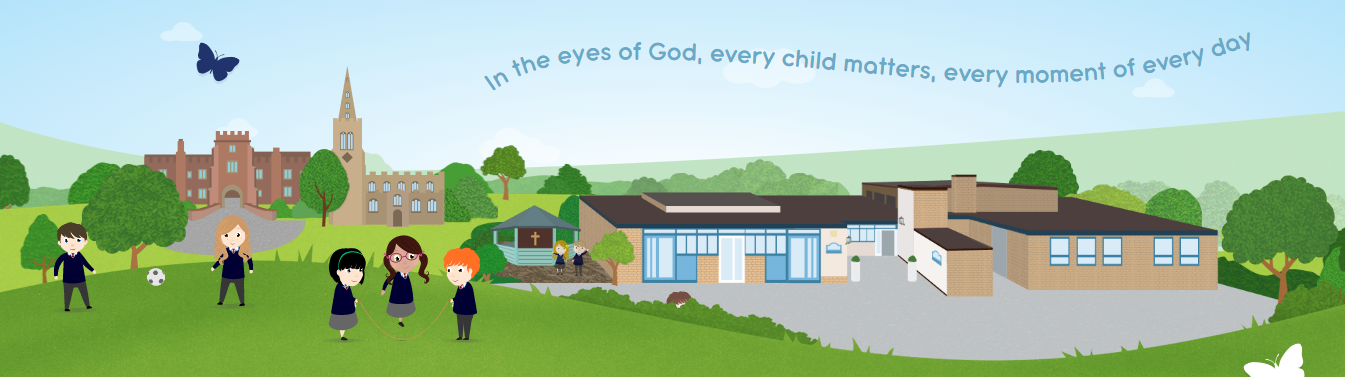 In the eyes of God, every child matters, every moment of every day